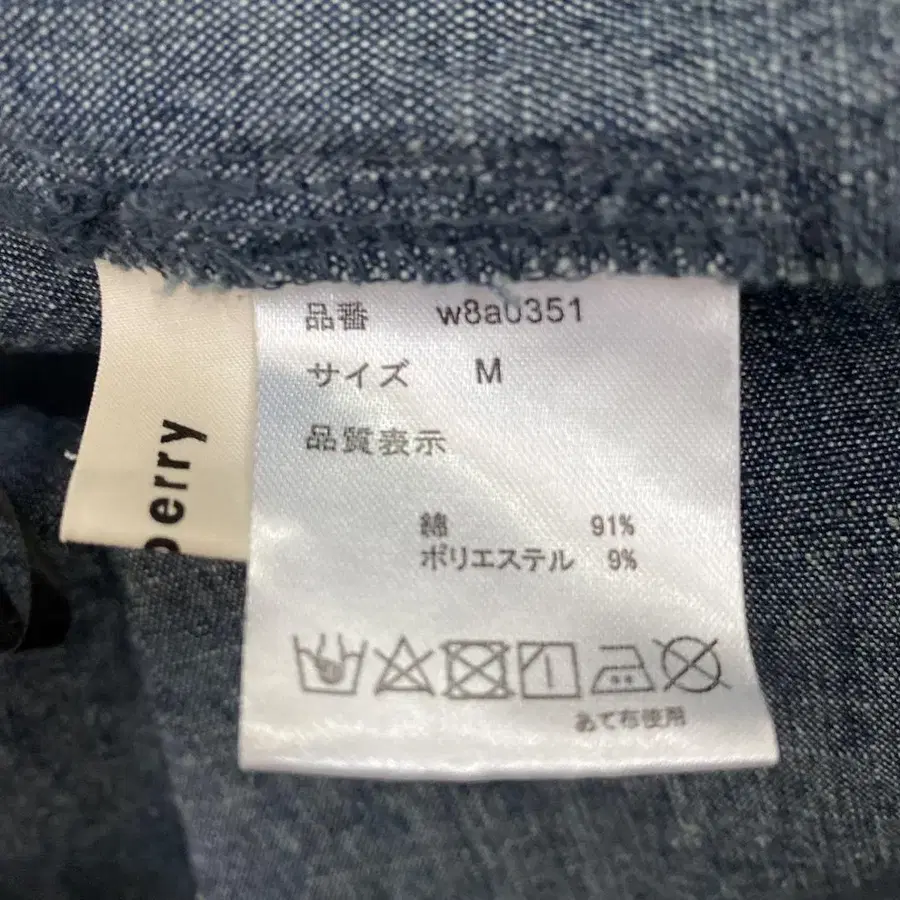 品番 w8a0351
サイズ M
品質表示
綿 91%
ポリエステル 9%
あて布使用
berry